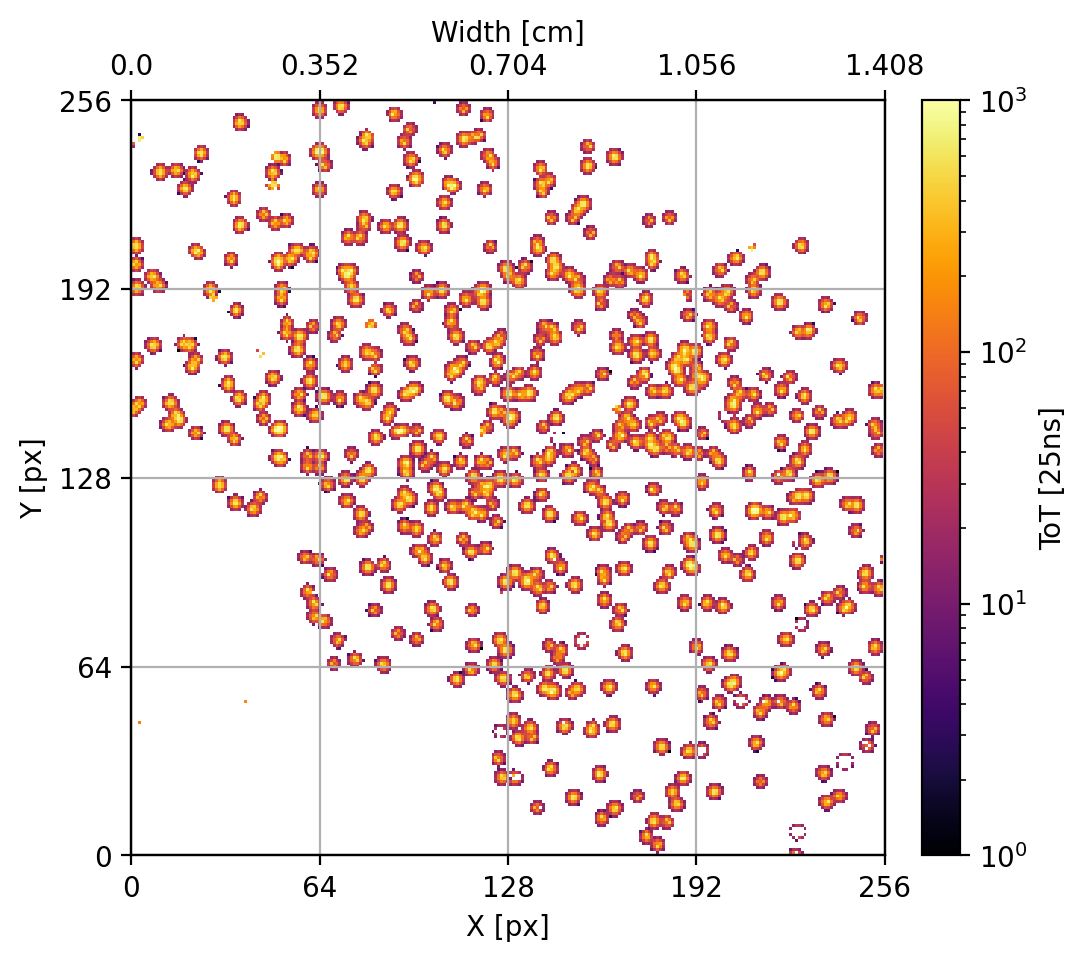 Width [cm]
0.0 0.352 0.704 1.056 1.408
256
192
128
64
0
Y [px]
0 64 128 192 256
X [px]
10³
10²
10¹
10⁰
ToT [25ns]